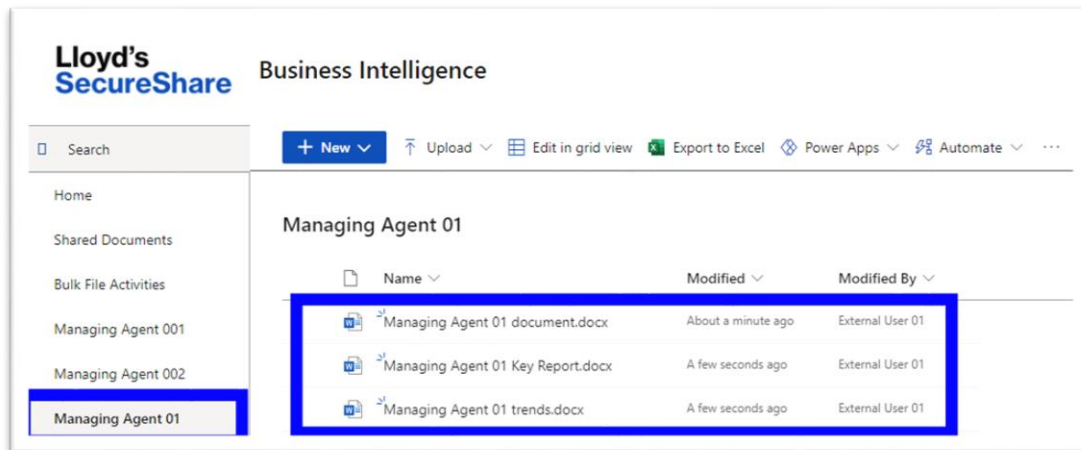 Lloyd's
SecureShare
Business Intelligence
Search
New
Upload
Edit in grid view
Export to Excel
Power Apps
Automate
Home
Shared Documents
Bulk File Activities
Managing Agent 001
Managing Agent 002
Managing Agent 01
Managing Agent 01
Name Modified Modified By
Managing Agent 01 document.docx About a minute ago External User 01
Managing Agent 01 Key Report.docx A few seconds ago External User 01
Managing Agent 01 trends.docx A few seconds ago External User 01